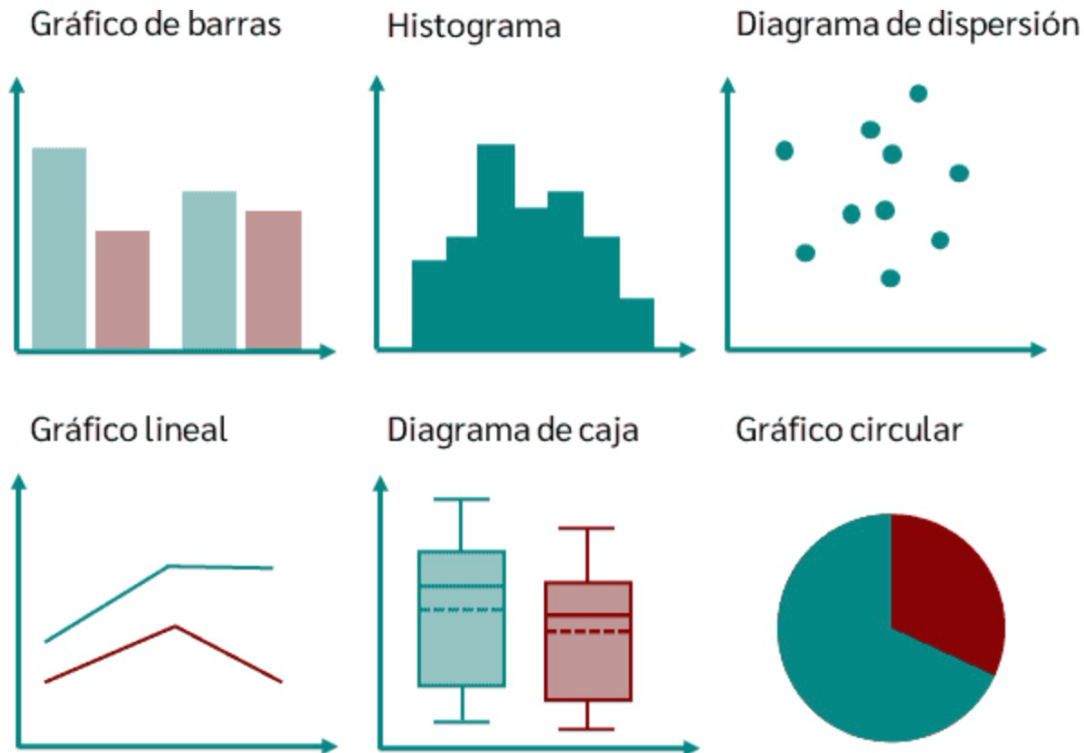 Gráfico de barras
Histograma
Diagrama de dispersión
Gráfico lineal
Diagrama de caja
Gráfico circular